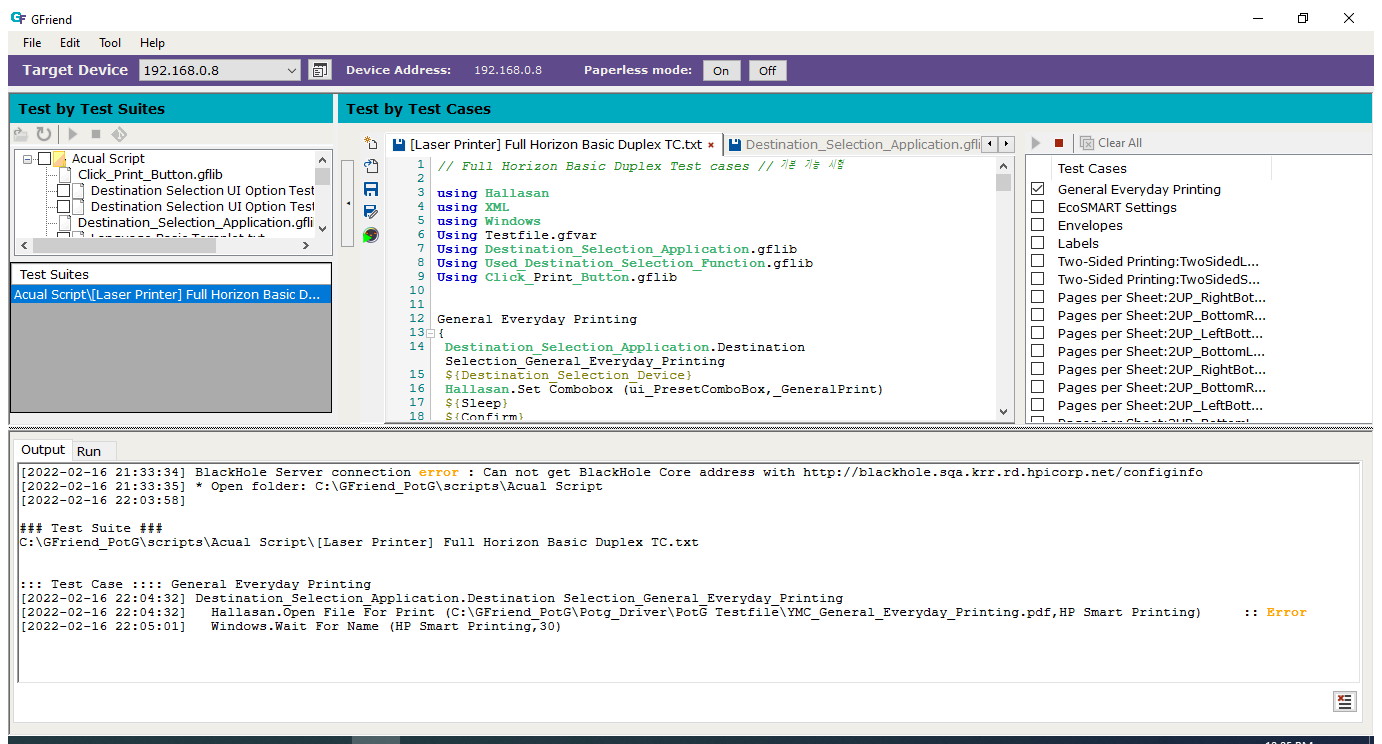 GFriend
File Edit Tool Help
Target Device 192.168.0.8 Device Address: 192.168.0.8 Paperless mode: On Off
Test by Test Suites
Acual Script
Click_Print_Button.gflib
Destination Selection UI Option Test
Destination Selection UI Option Test
Destination_Selection_Application.gfli
Test Suites
Acual Script\[Laser Printer] Full Horizon Basic D...
Test by Test Cases
[Laser Printer] Full Horizon Basic Duplex TC.txt Destination_Selection_Application.gfli
1 // Full Horizon Basic Duplex Test cases // 기본 기능 시험
2
3 using Hallasan
4 using XML
5 using Windows
6 Using Testfile.gfvar
7 Using Destination_Selection_Application.gflib
8 Using Used_Destination_Selection_Function.gflib
9 Using Click_Print_Button.gflib
10
11
12 General Everyday Printing
13 {
14 Destination_Selection_Application.Destination
Selection_General_Everyday_Printing
15 ${Destination_Selection_Device}
16 Hallasan.Set Combobox (ui_PresetComboBox,_GeneralPrint)
17 ${Sleep}
18 ${Confirm}
Clear All
Test Cases
General Everyday Printing
EcoSMART Settings
Envelopes
Labels
Two-Sided Printing:TwoSidedL...
Two-Sided Printing:TwoSidedS...
Pages per Sheet:2UP_RightBot...
Pages per Sheet:2UP_BottomR...
Pages per Sheet:2UP_LeftBott...
Pages per Sheet:2UP_BottomL...
Pages per Sheet:2UP_RightBot...
Pages per Sheet:2UP_BottomR...
Pages per Sheet:2UP_LeftBott...
Output Run
[2022-02-16 21:33:34] BlackHole Server connection error : Can not get BlackHole Core address with http://blackhole.sqa.krr.rd.hpicorp.net/configinfo
[2022-02-16 21:33:35] * Open folder: C:\GFriend_PotG\scripts\Acual Script
[2022-02-16 22:03:58]
### Test Suite ###
C:\GFriend_PotG\scripts\Acual Script\[Laser Printer] Full Horizon Basic Duplex TC.txt
::: Test Case :::: General Everyday Printing
[2022-02-16 22:04:32] Destination_Selection_Application.Destination Selection_General_Everyday_Printing
[2022-02-16 22:04:32] Hallasan.Open File For Print (C:\GFriend_PotG\Potg_Driver\PotG Testfile\YMC_General_Everyday_Printing.pdf,HP Smart Printing) :: Error
[2022-02-16 22:05:01] Windows.Wait For Name (HP Smart Printing,30)